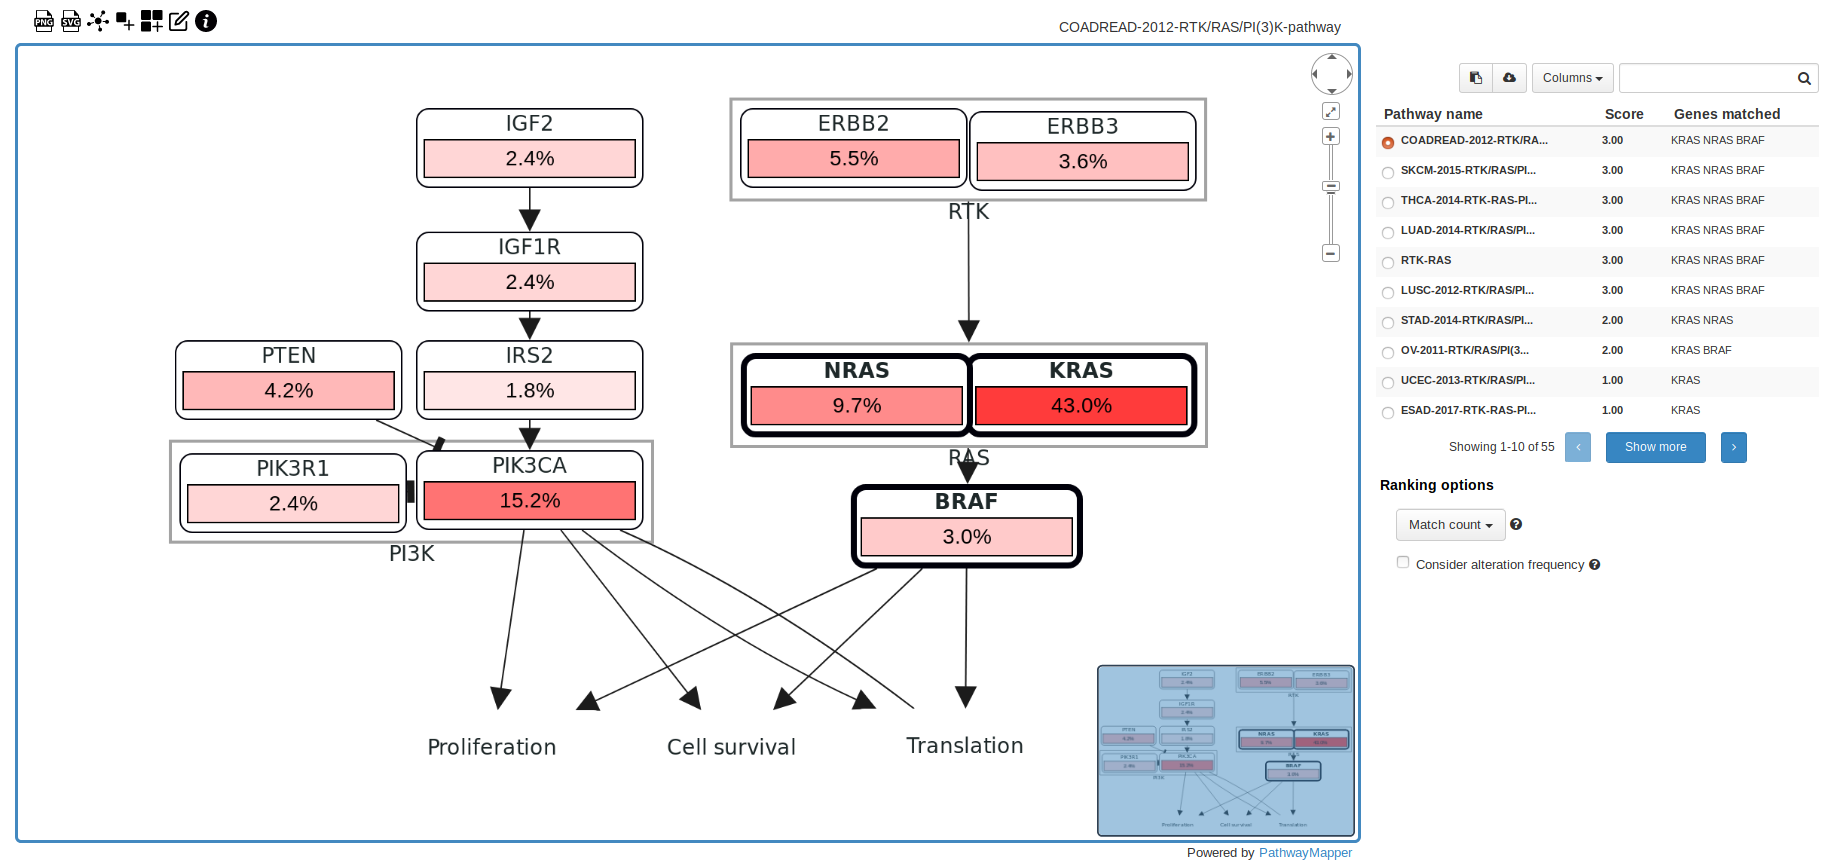 PNG SVG
COADREAD-2012-RTK/RAS/PI(3)K-pathway
IGF2
2.4%
ERBB2
5.5%
ERBB3
3.6%
RTK
IGF1R
2.4%
PTEN
4.2%
IRS2
1.8%
NRAS
9.7%
KRAS
43.0%
RAS
PIK3R1
2.4%
PIK3CA
15.2%
PI3K
BRAF
3.0%
Proliferation
Cell survival
Translation
Powered by PathwayMapper
Columns
Pathway name Score Genes matched
COADREAD-2012-RTK/RA... 3.00 KRAS NRAS BRAF
SKCM-2015-RTK/RAS/PI... 3.00 KRAS NRAS BRAF
THCA-2014-RTK-RAS-PI... 3.00 KRAS NRAS BRAF
LUAD-2014-RTK/RAS/PI... 3.00 KRAS NRAS BRAF
RTK-RAS 3.00 KRAS NRAS BRAF
LUSC-2012-RTK/RAS/PI... 3.00 KRAS NRAS BRAF
STAD-2014-RTK/RAS/PI... 2.00 KRAS NRAS
OV-2011-RTK/RAS/PI(3... 2.00 KRAS BRAF
UCEC-2013-RTK/RAS/PI... 1.00 KRAS
ESAD-2017-RTK-RAS-PI... 1.00 KRAS
Showing 1-10 of 55 ‹ Show more ›
Ranking options
Match count
Consider alteration frequency